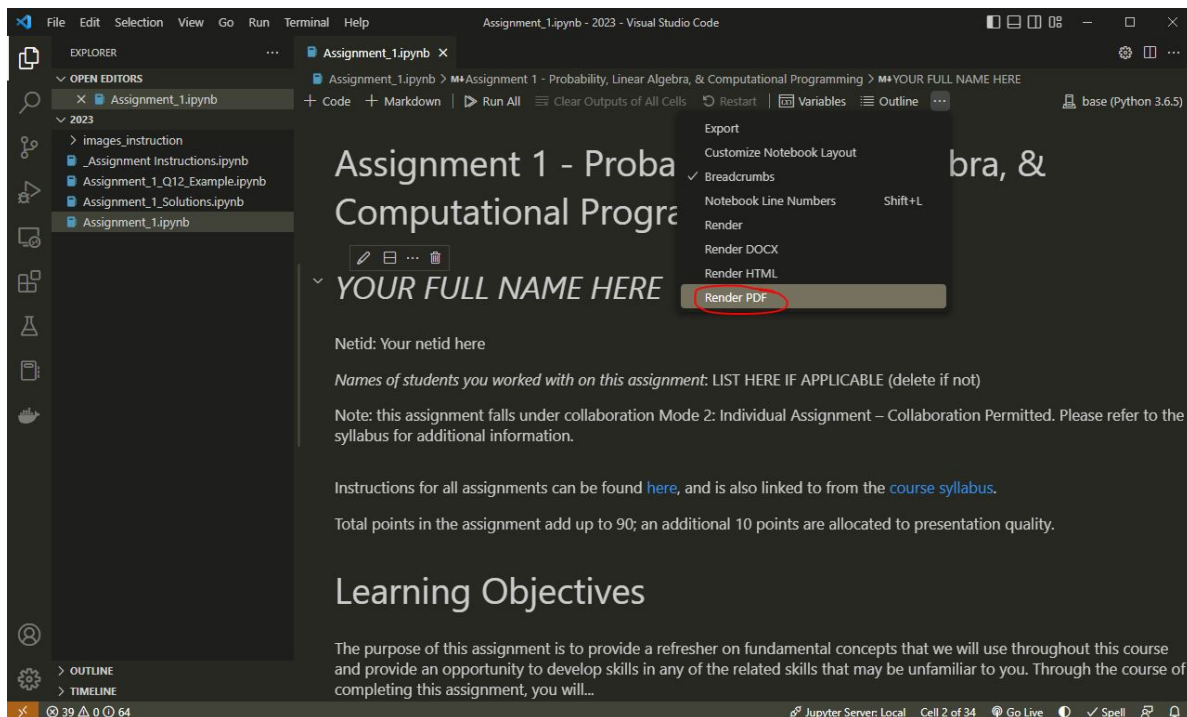 File Edit Selection View Go Run Terminal Help Assignment_1.ipynb - 2023 - Visual Studio Code
EXPLORER
OPEN EDITORS
Assignment_1.ipynb
2023
images_instruction
_Assignment Instructions.ipynb
Assignment_1_Q12_Example.ipynb
Assignment_1_Solutions.ipynb
Assignment_1.ipynb
OUTLINE
TIMELINE
Assignment_1.ipynb
Assignment_1.ipynb > M↓Assignment 1 - Probability, Linear Algebra, & Computational Programming > M↓YOUR FULL NAME HERE
+ Code + Markdown | Run All Clear Outputs of All Cells Restart | Variables Outline ... base (Python 3.6.5)
Export
Customize Notebook Layout
✓ Breadcrumbs
Notebook Line Numbers Shift+L
Render
Render DOCX
Render HTML
Render PDF
Assignment 1 - Proba bra, &
Computational Progra
YOUR FULL NAME HERE
Netid: Your netid here
Names of students you worked with on this assignment: LIST HERE IF APPLICABLE (delete if not)
Note: this assignment falls under collaboration Mode 2: Individual Assignment – Collaboration Permitted. Please refer to the
syllabus for additional information.
Instructions for all assignments can be found here, and is also linked to from the course syllabus.
Total points in the assignment add up to 90; an additional 10 points are allocated to presentation quality.
Learning Objectives
The purpose of this assignment is to provide a refresher on fundamental concepts that we will use throughout this course
and provide an opportunity to develop skills in any of the related skills that may be unfamiliar to you. Through the course of
completing this assignment, you will...
39 0 64 Jupyter Server: Local Cell 2 of 34 Go Live ✓ Spell